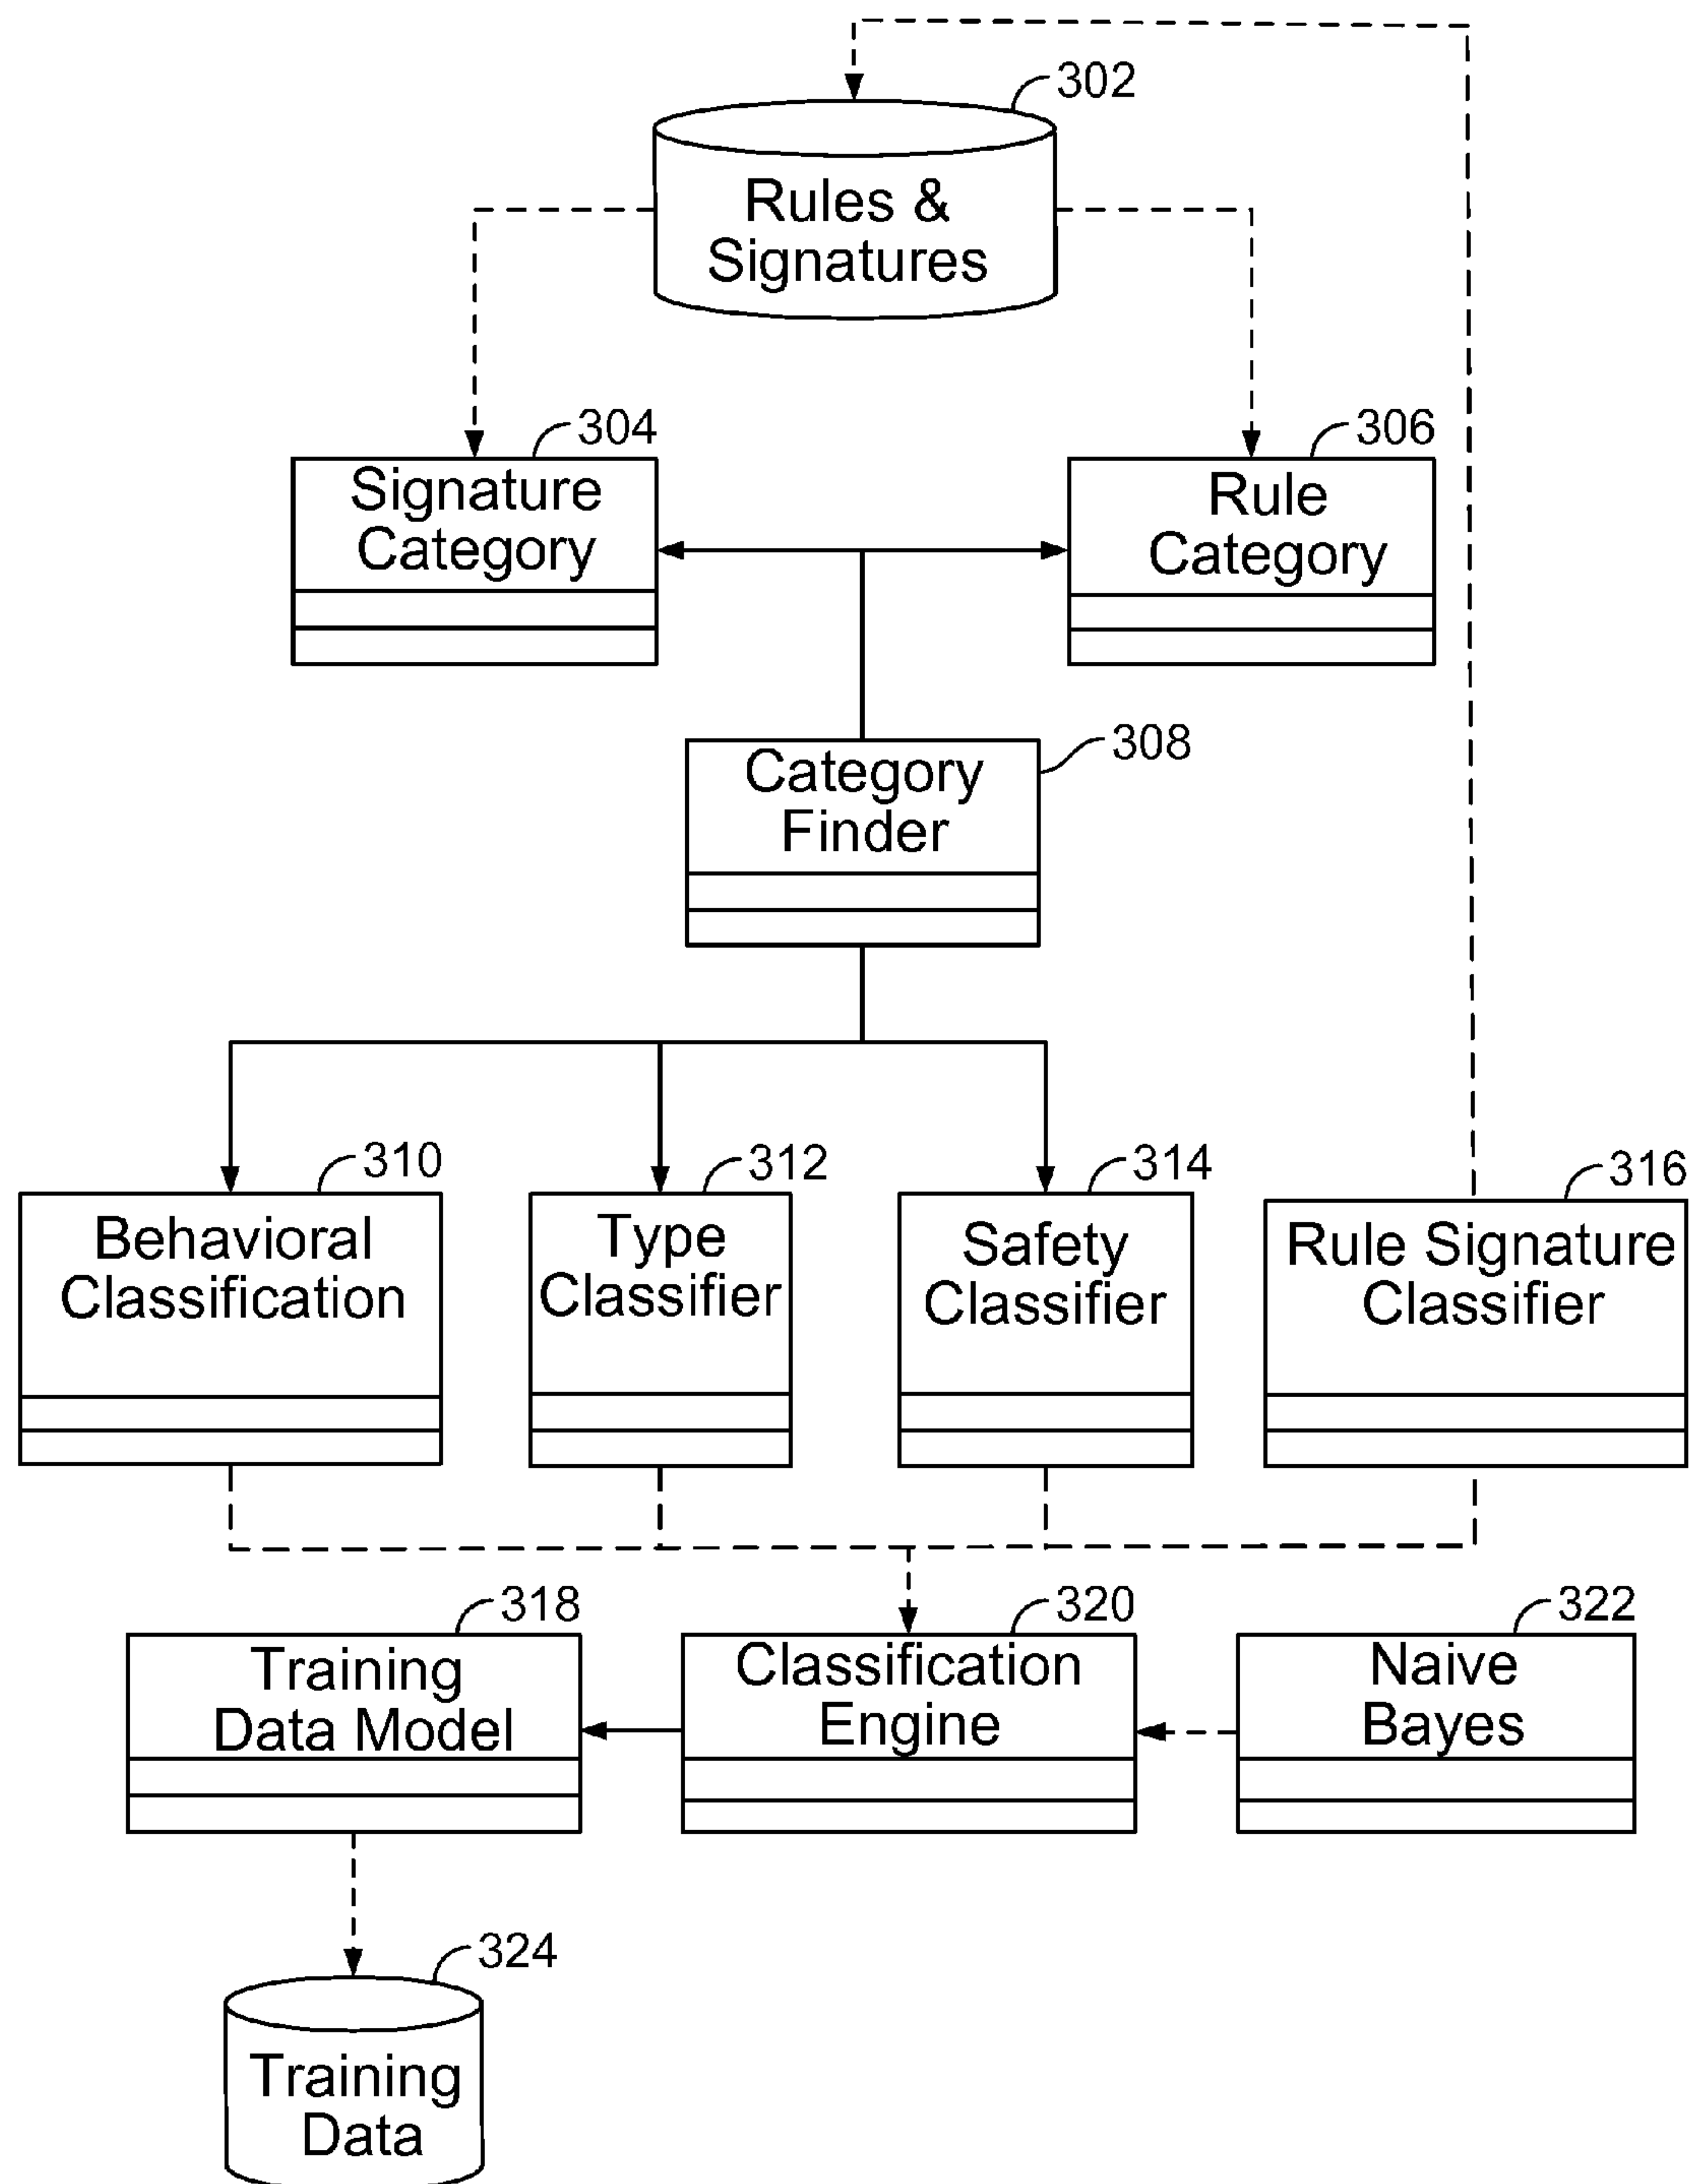 302
Rules &
Signatures
304
Signature
Category
306
Rule
Category
308
Category
Finder
310
Behavioral
Classification
312
Type
Classifier
314
Safety
Classifier
316
Rule Signature
Classifier
318
Training
Data Model
320
Classification
Engine
322
Naive
Bayes
324
Training
Data